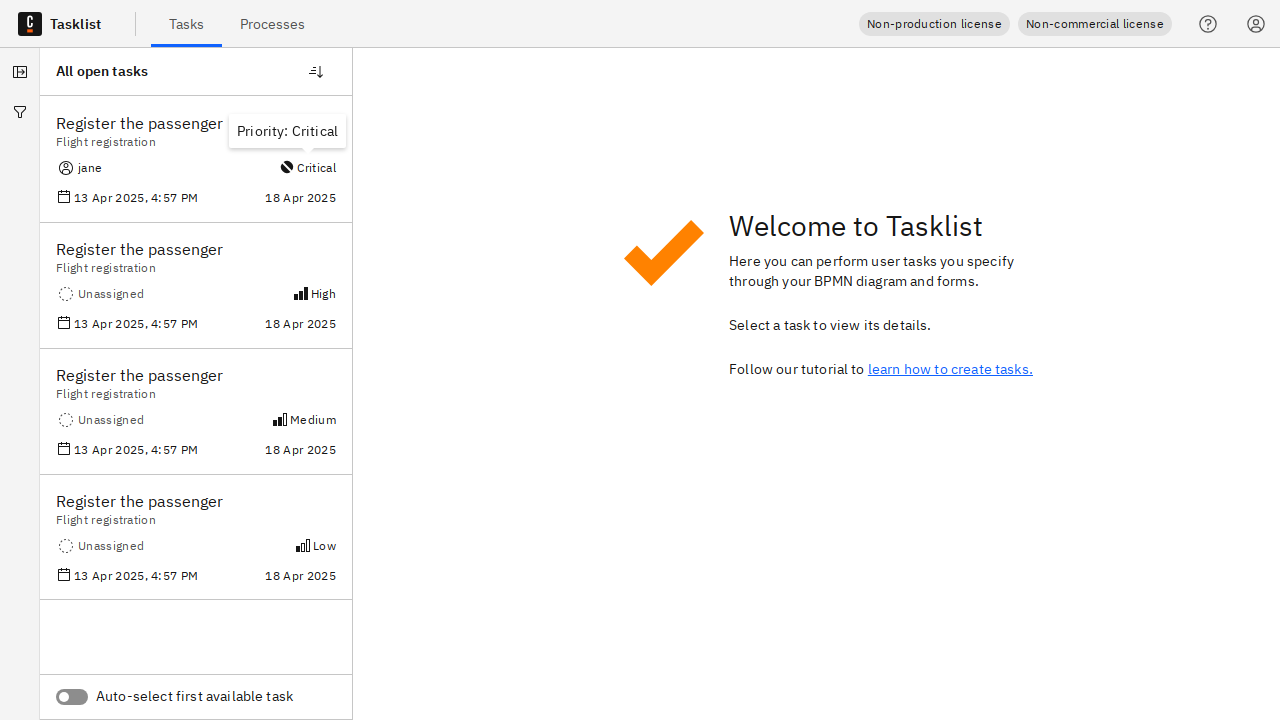 C Tasklist Tasks Processes Non-production license Non-commercial license
All open tasks
Register the passenger
Flight registration
Priority: Critical
jane Critical
13 Apr 2025, 4:57 PM 18 Apr 2025
Register the passenger
Flight registration
Unassigned High
13 Apr 2025, 4:57 PM 18 Apr 2025
Register the passenger
Flight registration
Unassigned Medium
13 Apr 2025, 4:57 PM 18 Apr 2025
Register the passenger
Flight registration
Unassigned Low
13 Apr 2025, 4:57 PM 18 Apr 2025
Auto-select first available task
Welcome to Tasklist
Here you can perform user tasks you specify
through your BPMN diagram and forms.
Select a task to view its details.
Follow our tutorial to learn how to create tasks.